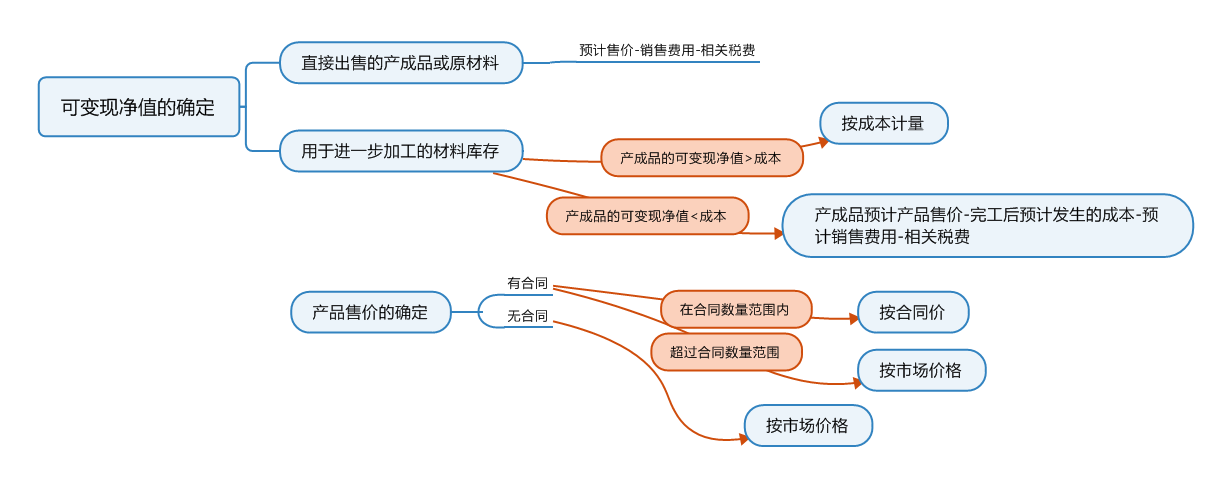 可变现净值的确定
直接出售的产成品或原材料
预计售价-销售费用-相关税费
用于进一步加工的材料库存
产成品的可变现净值>成本
按成本计量
产成品的可变现净值<成本
产成品预计产品售价-完工后预计发生的成本-预
计销售费用-相关税费
产品售价的确定
有合同
在合同数量范围内
按合同价
超过合同数量范围
按市场价格
无合同
按市场价格